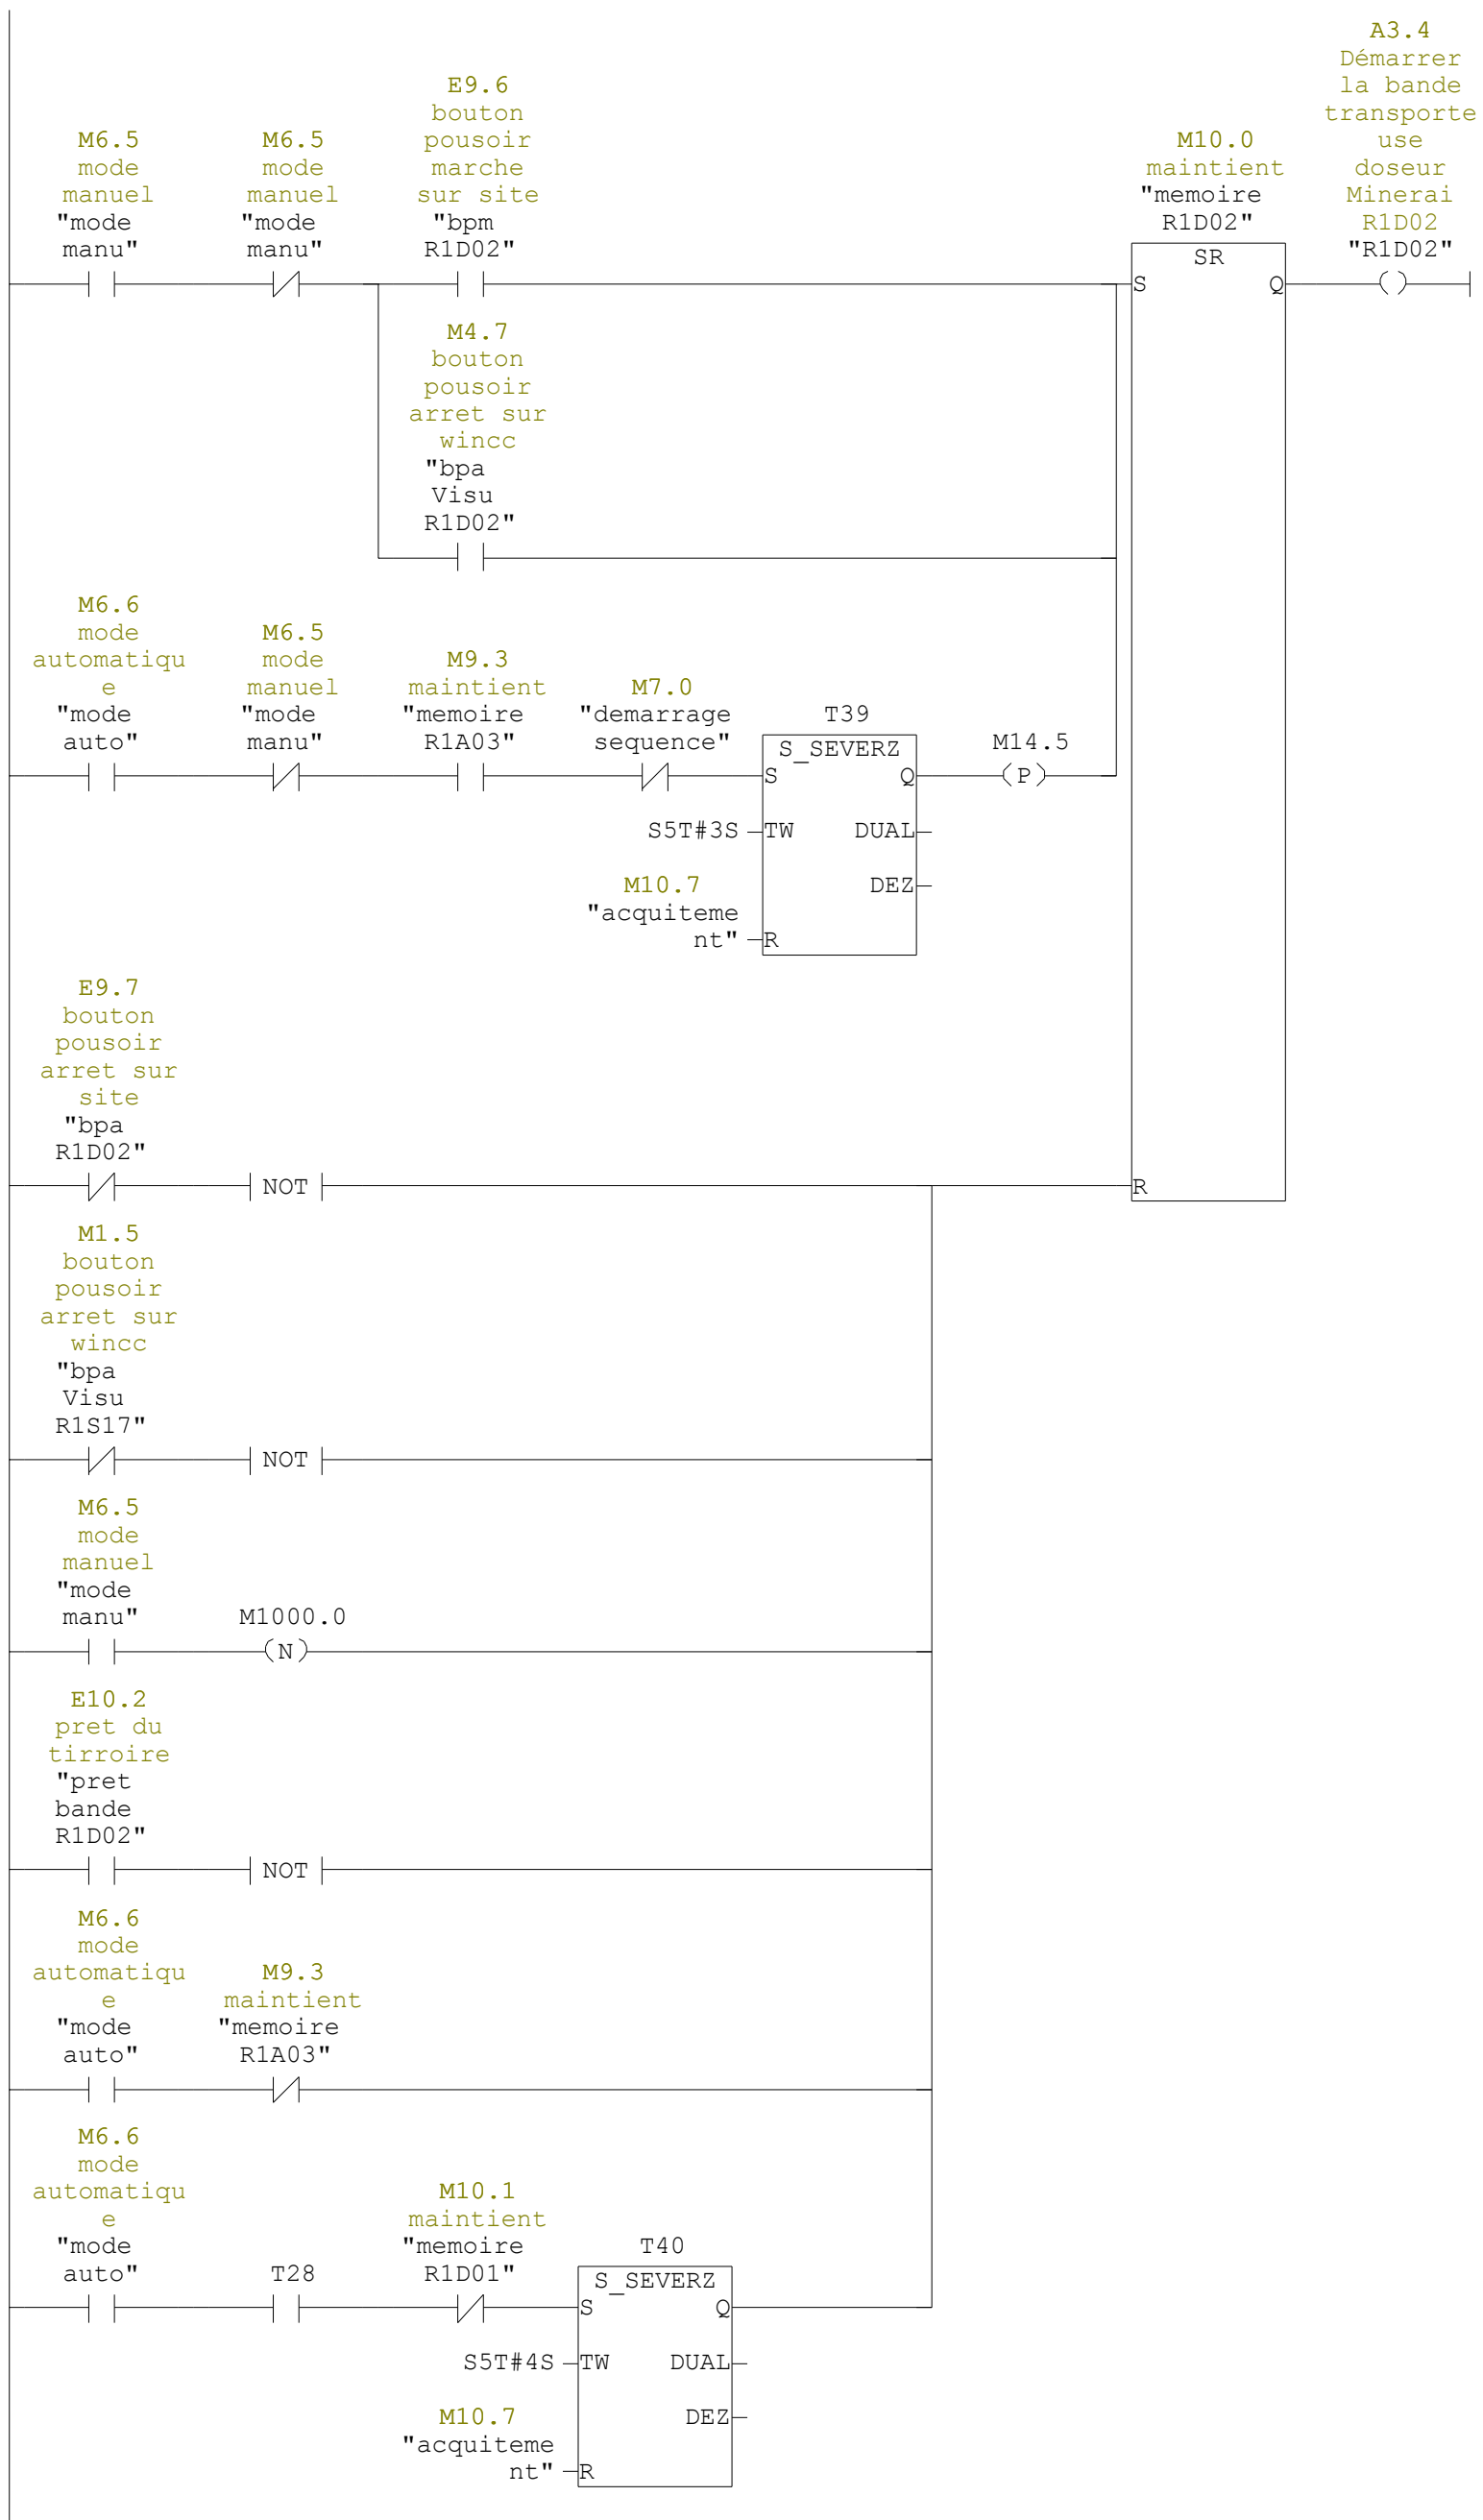 A3.4
Démarrer
la bande
transporte
use
doseur
Minerai
R1D02
"R1D02"
M6.5
mode
manuel
"mode
manu"
M6.5
mode
manuel
"mode
manu"
E9.6
bouton
pousoir
marche
sur site
"bpm
R1D02"
M10.0
maintient
"memoire
R1D02"
SR
S
Q
M4.7
bouton
pousoir
arret sur
wincc
"bpa
Visu
R1D02"
M6.6
mode
automatiqu
e
"mode
auto"
M6.5
mode
manuel
"mode
manu"
M9.3
maintient
"memoire
R1A03"
M7.0
"demarrage
sequence"
T39
S_SEVERZ
S
Q
M14.5
P
S5T#3S
TW
DUAL
M10.7
"acquiteme
nt"
DEZ
R
E9.7
bouton
pousoir
arret sur
site
"bpa
R1D02"
NOT
R
M1.5
bouton
pousoir
arret sur
wincc
"bpa
Visu
R1S17"
NOT
M6.5
mode
manuel
"mode
manu"
M1000.0
N
E10.2
pret du
tirroire
"pret
bande
R1D02"
NOT
M6.6
mode
automatiqu
e
"mode
auto"
M9.3
maintient
"memoire
R1A03"
M6.6
mode
automatiqu
e
"mode
auto"
T28
M10.1
maintient
"memoire
R1D01"
T40
S_SEVERZ
S
Q
S5T#4S
TW
DUAL
M10.7
"acquiteme
nt"
DEZ
R